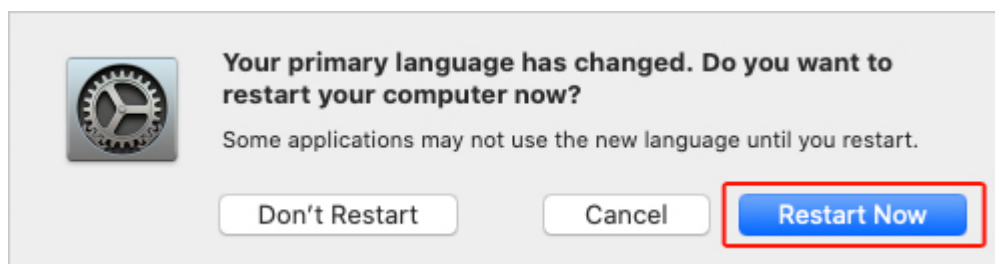 Your primary language has changed. Do you want to
restart your computer now?
Some applications may not use the new language until you restart.
Don’t Restart
Cancel
Restart Now